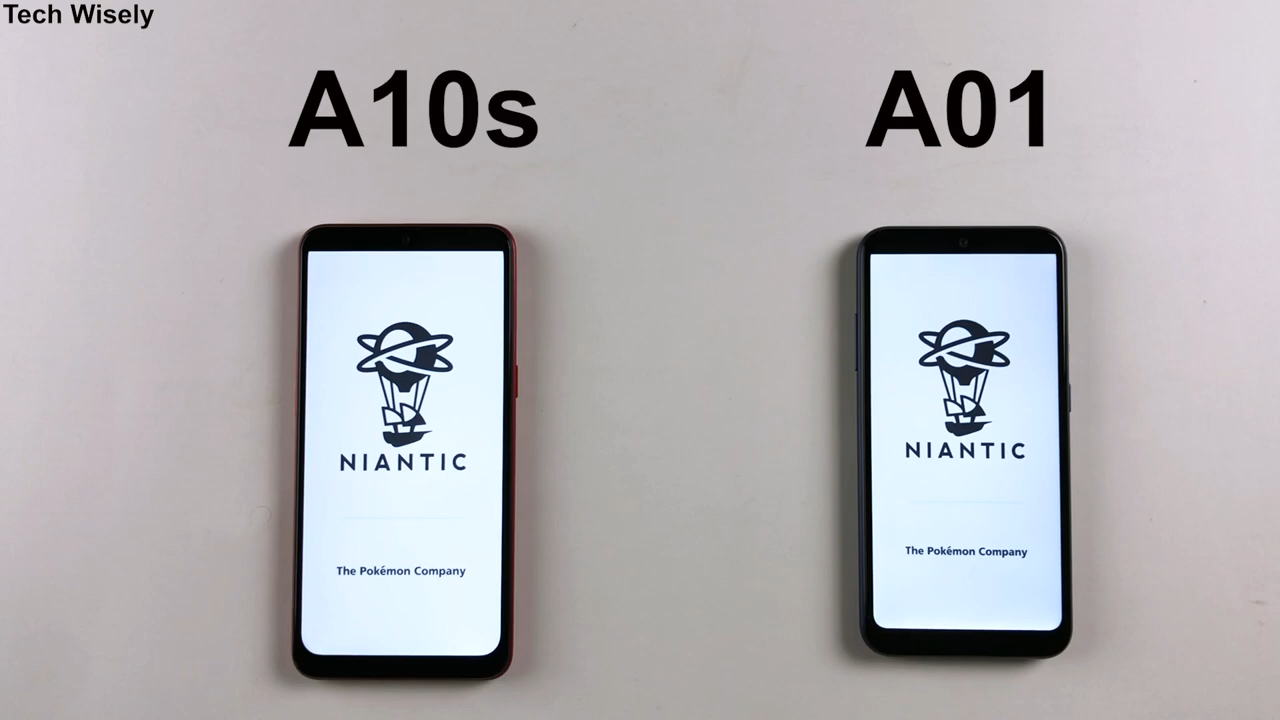 Tech Wisely
A10s
A01
NIANTIC
The Pokémon Company
NIANTIC
The Pokémon Company